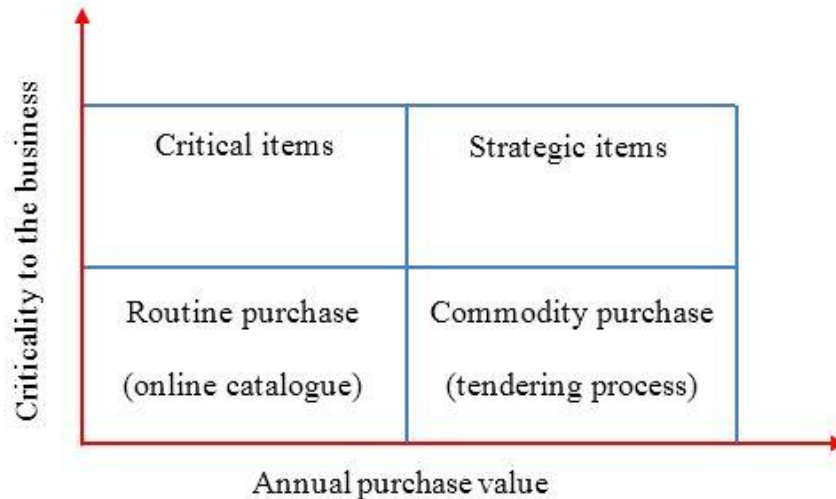 Criticality to the business
Critical items
Strategic items
Routine purchase
(online catalogue)
Commodity purchase
(tendering process)
Annual purchase value